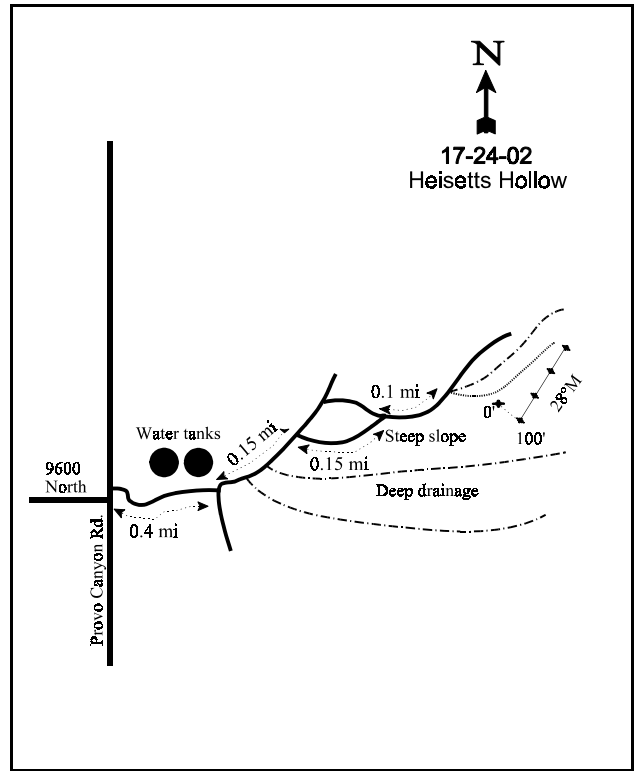 N
17-24-02
Heisetts Hollow
0.1 mi
28°M
0'
Water tanks
0.15 mi
Steep slope
100'
0.15 mi
9600
North
Deep drainage
0.4 mi
Provo Canyon Rd.